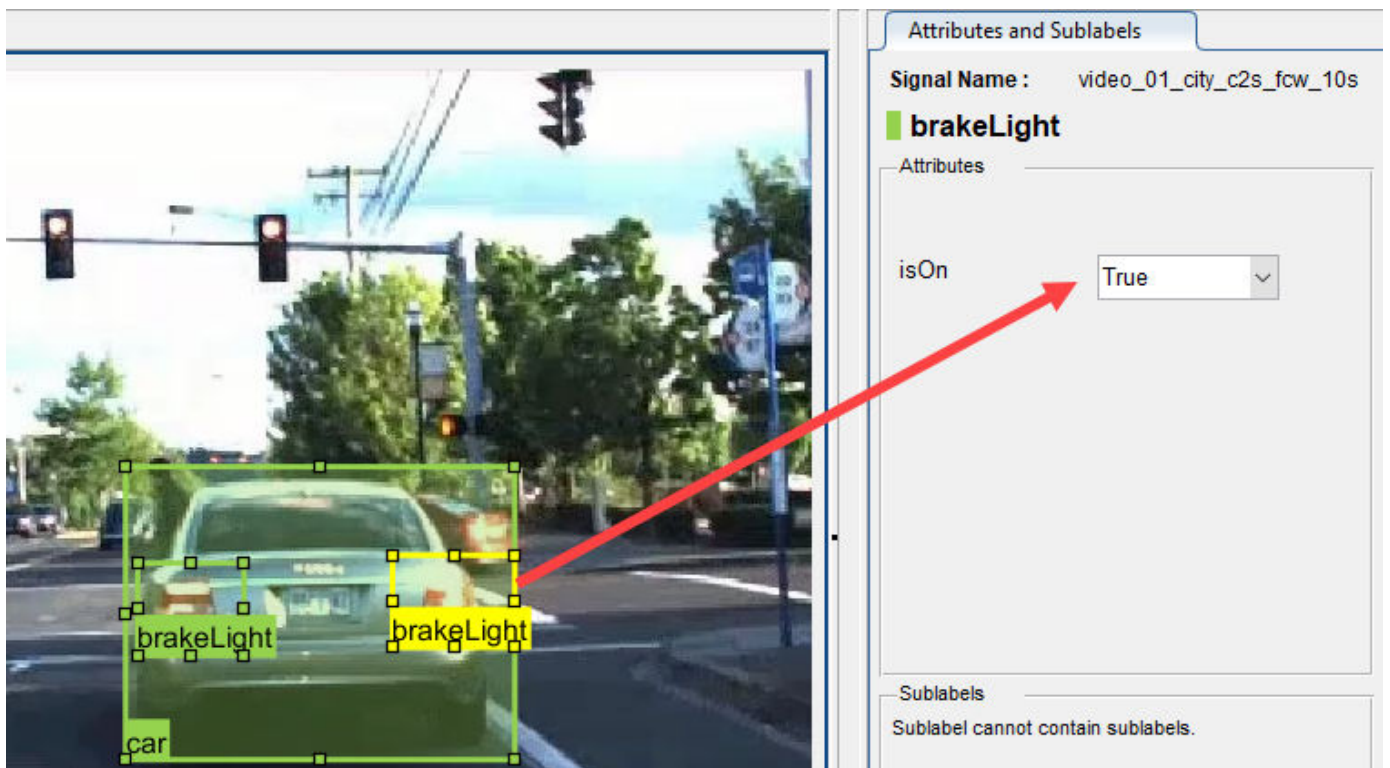 Attributes and Sublabels
Signal Name : video_01_city_c2s_fcw_10s
brakeLight
Attributes
isOn True
brakeLight brakeLight
car
Sublabels
Sublabel cannot contain sublabels.